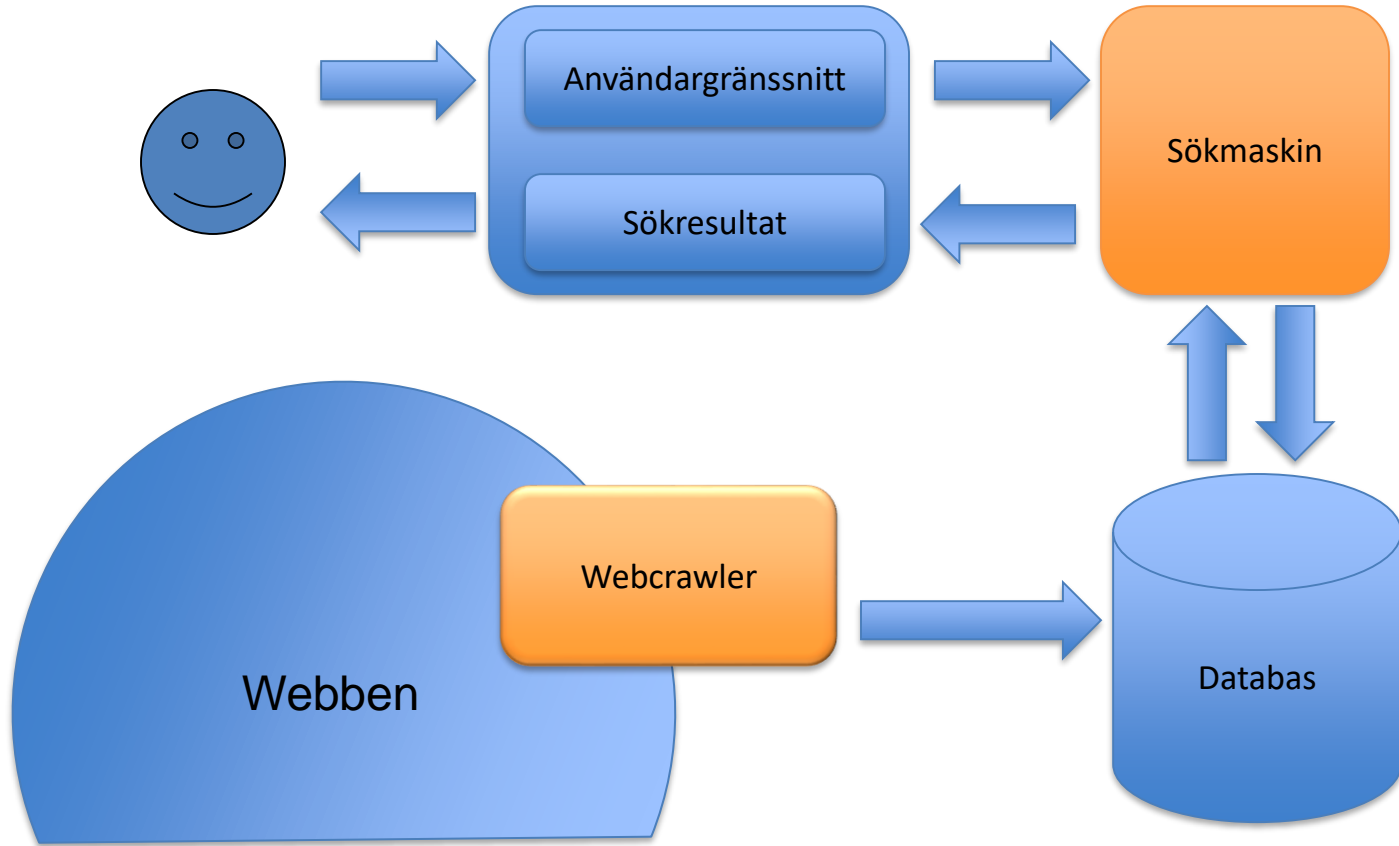 Användargränssnitt
Sökresultat
Sökmaskin
Webcrawler
Webben
Databas